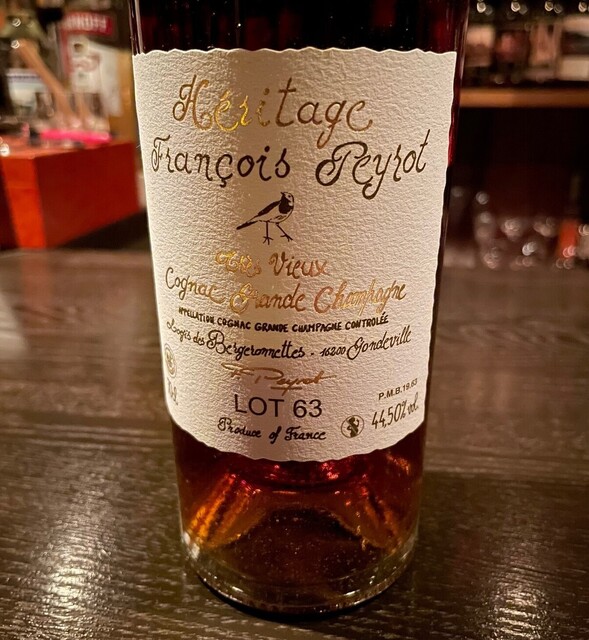 Héritage
François Peyrot
Très Vieux
Cognac Grande Champagne
APPELLATION COGNAC GRANDE CHAMPAGNE CONTROLÉE
Logis des Bergeronnettes - 16200 Gondeville
F. Peyrot
P.M.B.19.63
LOT 63
44,50% vol.
Produce of France